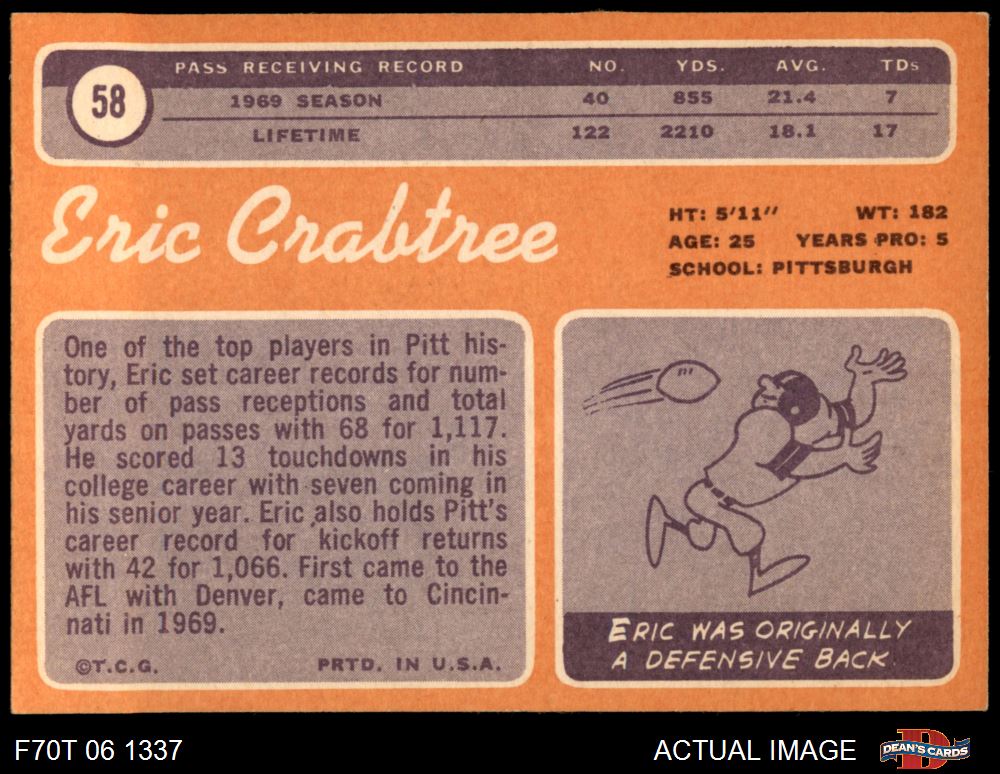 58
PASS RECEIVING RECORD NO. YDS. AVG. TDs
1969 SEASON 40 855 21.4 7
LIFETIME 122 2210 18.1 17
Eric Crabtree
HT: 5'11" WT: 182
AGE: 25 YEARS PRO: 5
SCHOOL: PITTSBURGH
One of the top players in Pitt his-
tory, Eric set career records for num-
ber of pass receptions and total
yards on passes with 68 for 1,117.
He scored 13 touchdowns in his
college career with seven coming in
his senior year. Eric also holds Pitt's
career record for kickoff returns
with 42 for 1,066. First came to the
AFL with Denver, came to Cincin-
nati in 1969.
©T.C.G. PRTD. IN U.S.A.
ERIC WAS ORIGINALLY
A DEFENSIVE BACK
F70T 06 1337 ACTUAL IMAGE
DEAN'S CARDS